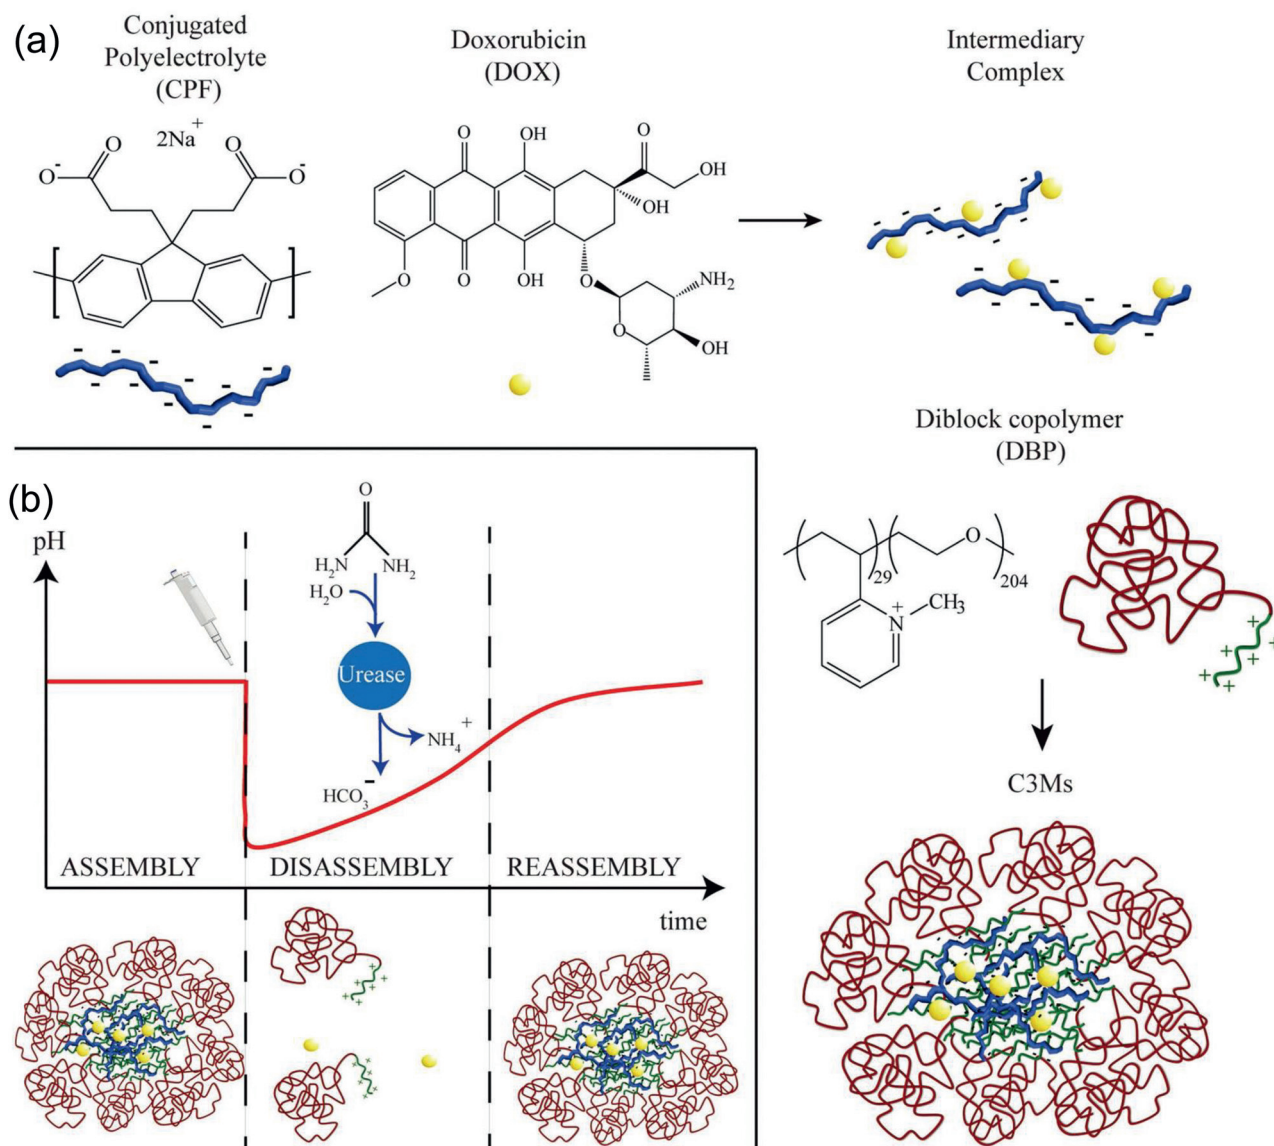 (a)
Conjugated
Polyelectrolyte
(CPF)
Doxorubicin
(DOX)
Intermediary
Complex
2Na+
O
O
O-
O-
O
OH
O
OH
OH
O
O
OH
O
O
NH2
OH
Diblock copolymer
(DBP)
29
O
204
N+
CH3
C3Ms
(b)
pH
O
H2N
NH2
H2O
Urease
NH4+
HCO3-
ASSEMBLY
DISASSEMBLY
REASSEMBLY
time